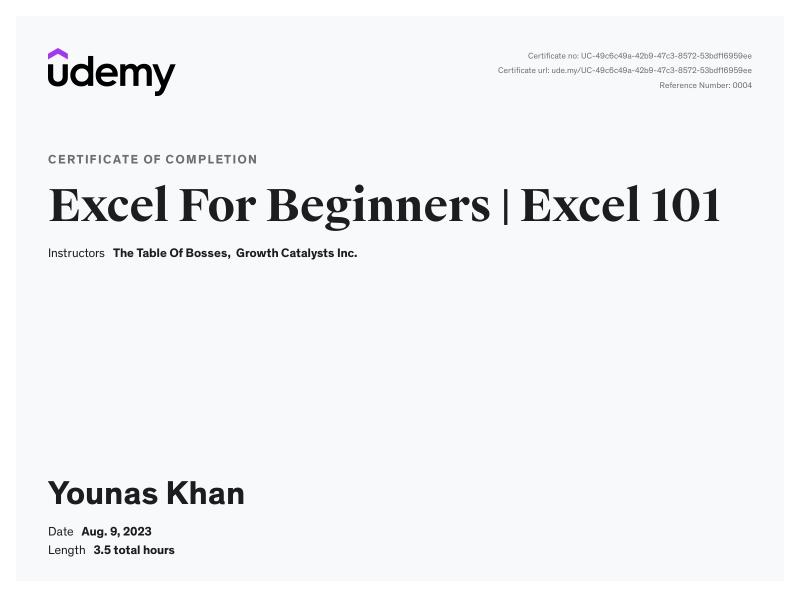 udemy
Certificate no: UC-49c6c49a-42b9-47c3-8572-53bdf16959ee
Certificate url: ude.my/UC-49c6c49a-42b9-47c3-8572-53bdf16959ee
Reference Number: 0004
CERTIFICATE OF COMPLETION
Excel For Beginners | Excel 101
Instructors The Table Of Bosses, Growth Catalysts Inc.
Younas Khan
Date Aug. 9, 2023
Length 3.5 total hours